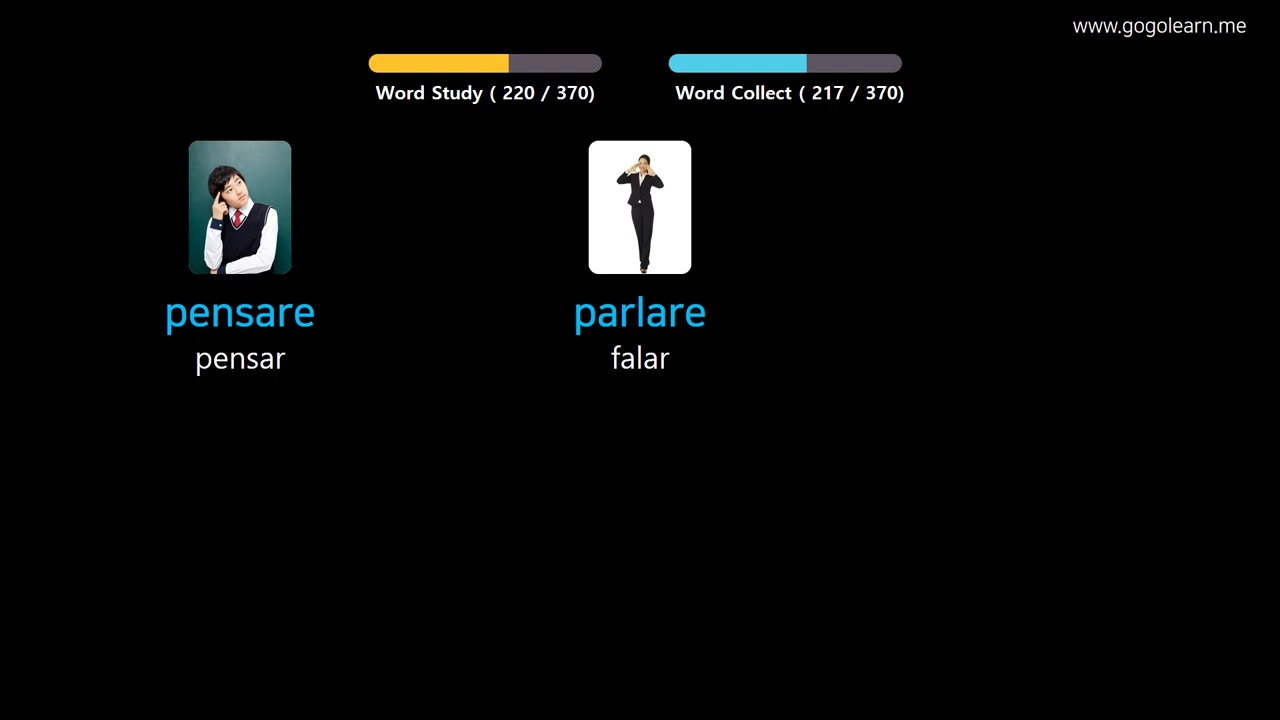 www.gogolearn.me
Word Study ( 220 / 370)
Word Collect ( 217 / 370)
pensare
pensar
parlare
falar